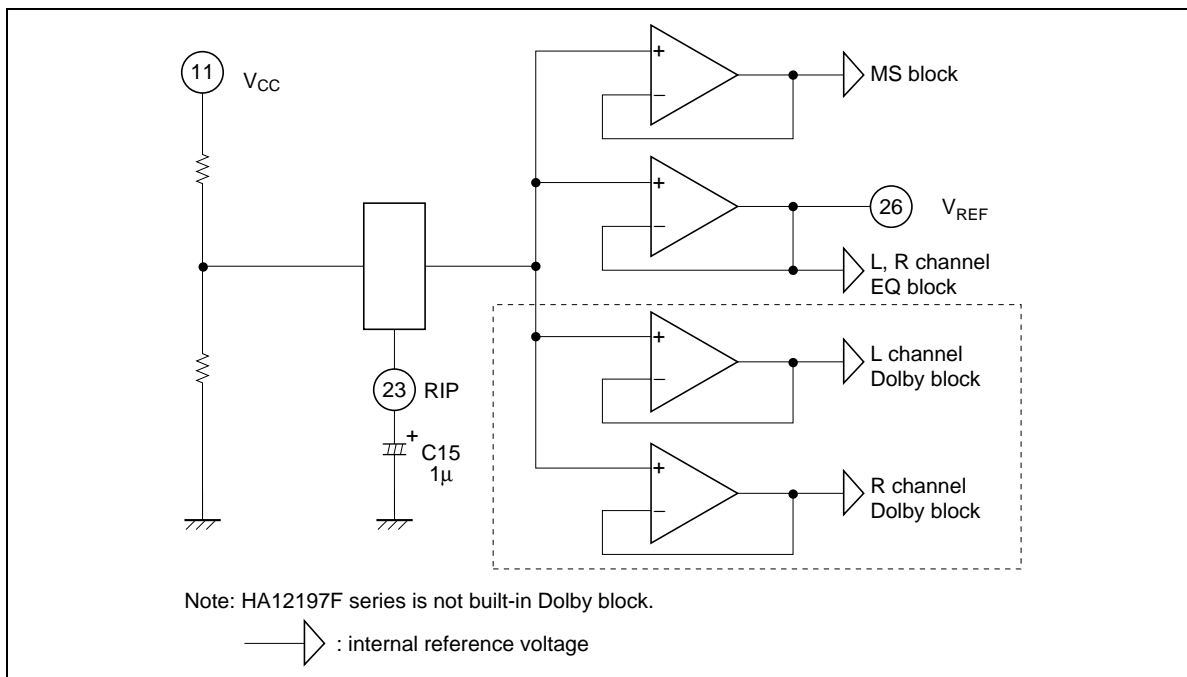 11
VCC
+
−
MS block
+
−
26
VREF
L, R channel
EQ block
+
−
L channel
Dolby block
23
RIP
+
C15
1μ
+
−
R channel
Dolby block
Note: HA12197F series is not built-in Dolby block.
: internal reference voltage